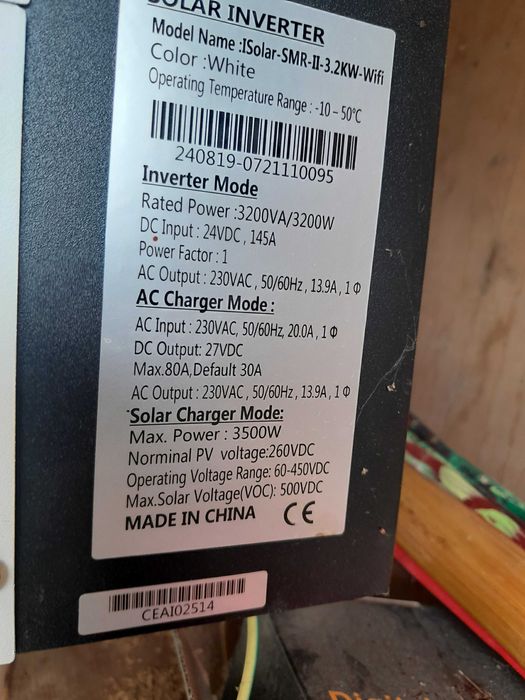 SOLAR INVERTER
Model Name :ISolar-SMR-II-3.2KW-Wifi
Color :White
Operating Temperature Range : -10 – 50℃
240819-0721110095
Inverter Mode
Rated Power :3200VA/3200W
DC Input : 24VDC , 145A
Power Factor : 1
AC Output : 230VAC , 50/60Hz , 13.9A , 1 Φ
AC Charger Mode :
AC Input : 230VAC, 50/60Hz, 20.0A , 1 Φ
DC Output: 27VDC
Max.80A,Default 30A
AC Output : 230VAC , 50/60Hz , 13.9A , 1 Φ
Solar Charger Mode:
Max. Power : 3500W
Norminal PV voltage:260VDC
Operating Voltage Range: 60-450VDC
Max.Solar Voltage(VOC): 500VDC
MADE IN CHINA CE
CEAI02514